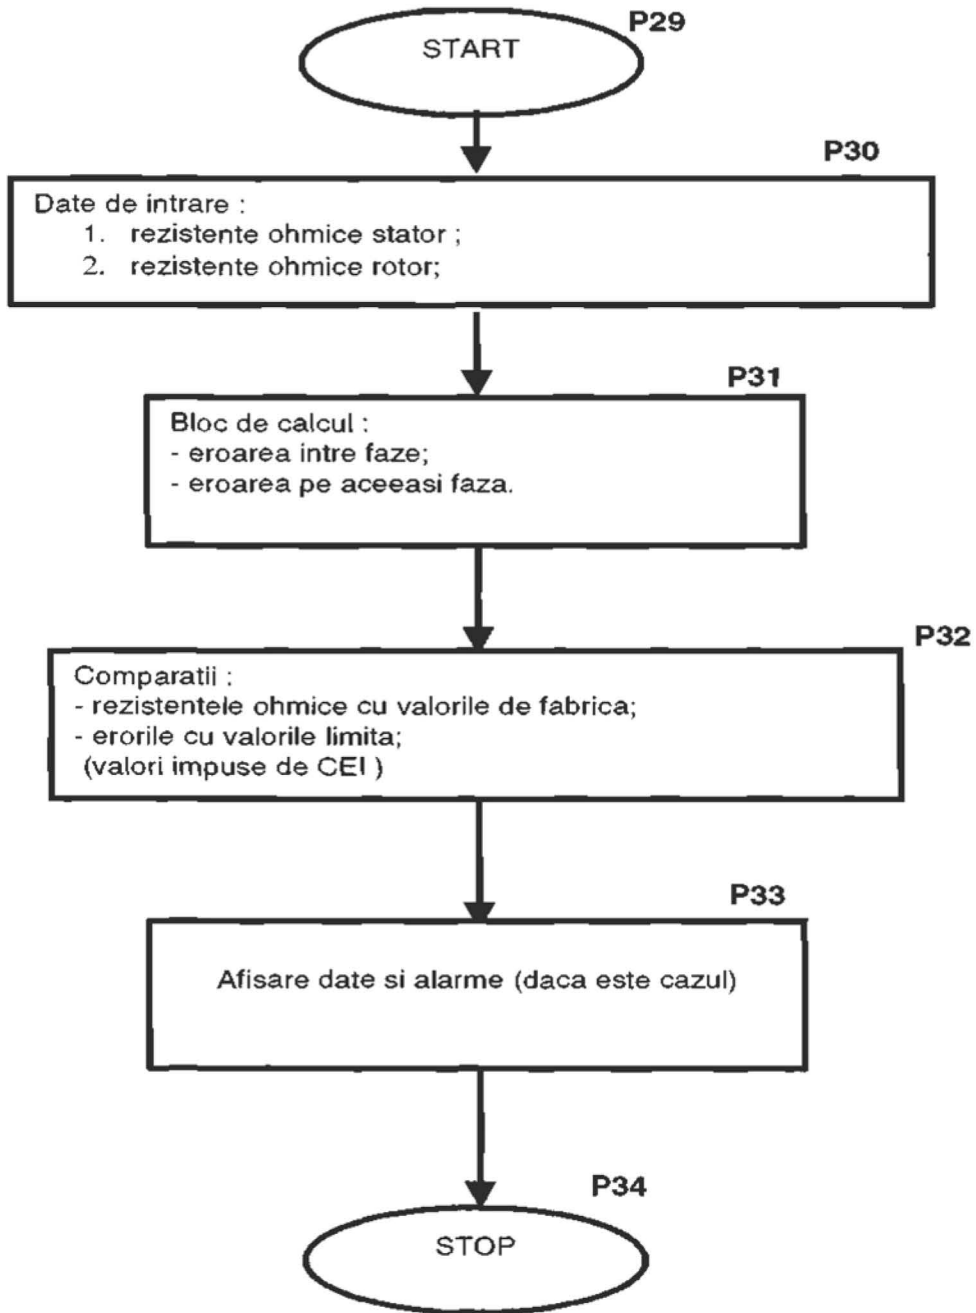 P29
START
P30
Date de intrare :
1. rezistente ohmice stator ;
2. rezistente ohmice rotor;
P31
Bloc de calcul :
- eroarea intre faze;
- eroarea pe aceeasi faza.
P32
Comparatii :
- rezistentele ohmice cu valorile de fabrica;
- erorile cu valorile limita;
(valori impuse de CEI )
P33
Afisare date si alarme (daca este cazul)
P34
STOP